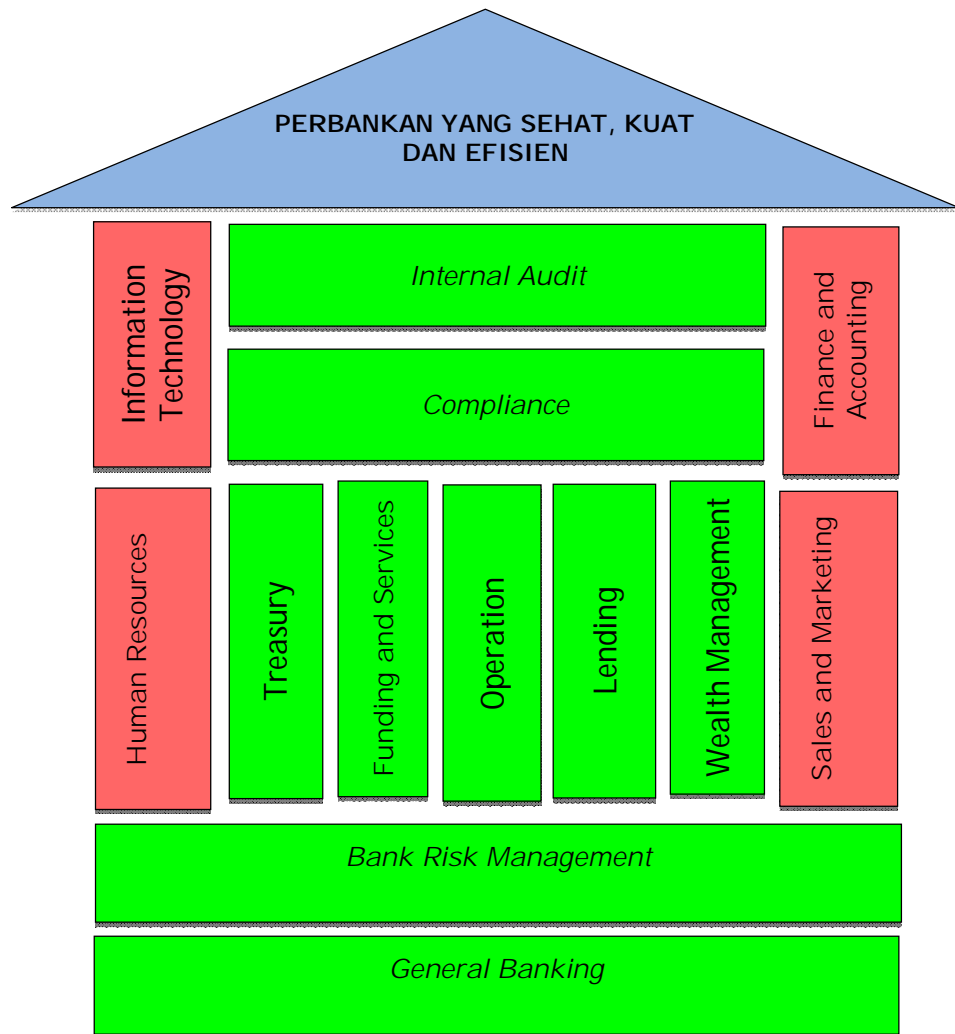 PERBANKAN YANG SEHAT, KUAT
DAN EFISIEN
Information
Technology
Internal Audit
Finance and
Accounting
Compliance
Human Resources
Treasury
Funding and Services
Operation
Lending
Wealth Management
Sales and Marketing
Bank Risk Management
General Banking